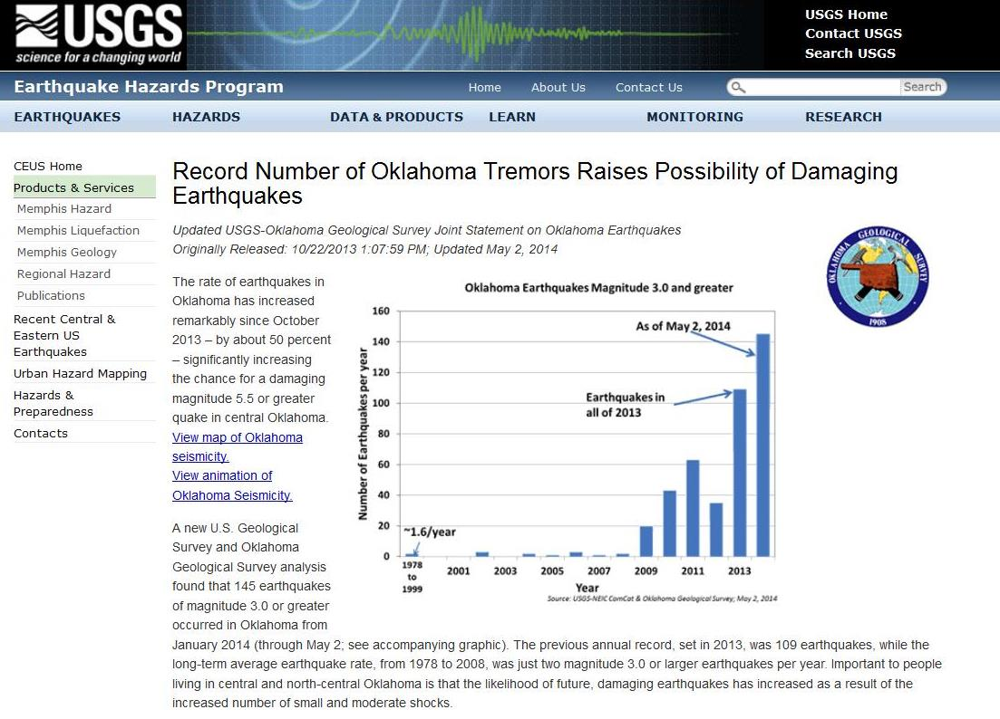 USGS
science for a changing world
USGS Home
Contact USGS
Search USGS
Earthquake Hazards Program
Home
About Us
Contact Us
Search
EARTHQUAKES
HAZARDS
DATA & PRODUCTS
LEARN
MONITORING
RESEARCH
CEUS Home
Products & Services
Memphis Hazard
Memphis Liquefaction
Memphis Geology
Regional Hazard
Publications
Recent Central &
Eastern US
Earthquakes
Urban Hazard Mapping
Hazards &
Preparedness
Contacts
Record Number of Oklahoma Tremors Raises Possibility of Damaging
Earthquakes
Updated USGS-Oklahoma Geological Survey Joint Statement on Oklahoma Earthquakes
Originally Released: 10/22/2013 1:07:59 PM; Updated May 2, 2014
OKLAHOMA GEOLOGICAL SURVEY
1908
The rate of earthquakes in
Oklahoma has increased
remarkably since October
2013 – by about 50 percent
– significantly increasing
the chance for a damaging
magnitude 5.5 or greater
quake in central Oklahoma.
View map of Oklahoma
seismicity.
View animation of
Oklahoma Seismicity.
Oklahoma Earthquakes Magnitude 3.0 and greater
Number of Earthquakes per year
160
140
120
100
80
60
40
20
0
As of May 2, 2014
Earthquakes in
all of 2013
~1.6/year
1978
to
1999
2001
2003
2005
2007
2009
2011
2013
Year
Source: USGS-NEIC ComCat & Oklahoma Geological Survey; May 2, 2014
A new U.S. Geological
Survey and Oklahoma
Geological Survey analysis
found that 145 earthquakes
of magnitude 3.0 or greater
occurred in Oklahoma from
January 2014 (through May 2; see accompanying graphic). The previous annual record, set in 2013, was 109 earthquakes, while the
long-term average earthquake rate, from 1978 to 2008, was just two magnitude 3.0 or larger earthquakes per year. Important to people
living in central and north-central Oklahoma is that the likelihood of future, damaging earthquakes has increased as a result of the
increased number of small and moderate shocks.